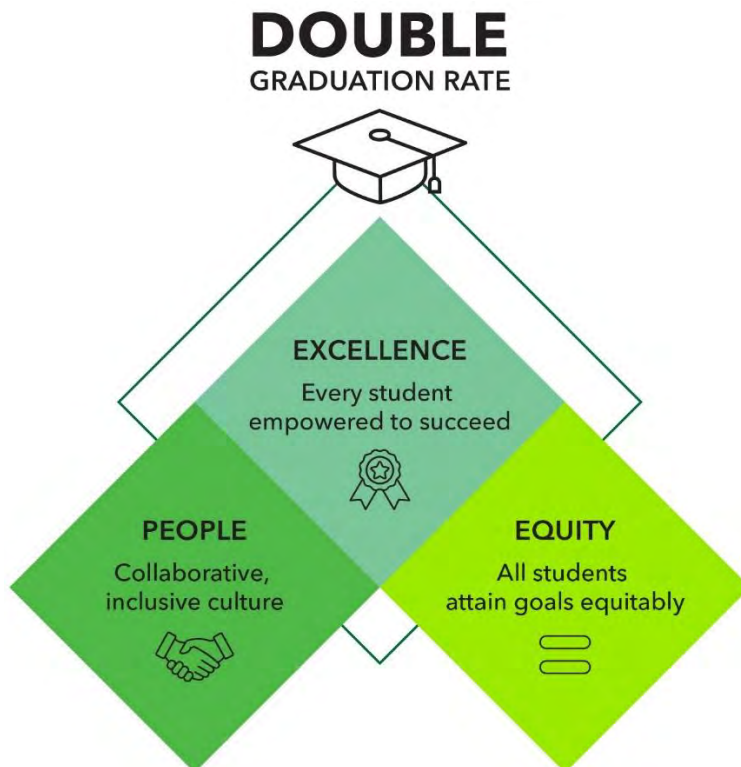 DOUBLE
GRADUATION RATE
EXCELLENCE
Every student
empowered to succeed
PEOPLE
Collaborative,
inclusive culture
EQUITY
All students
attain goals equitably